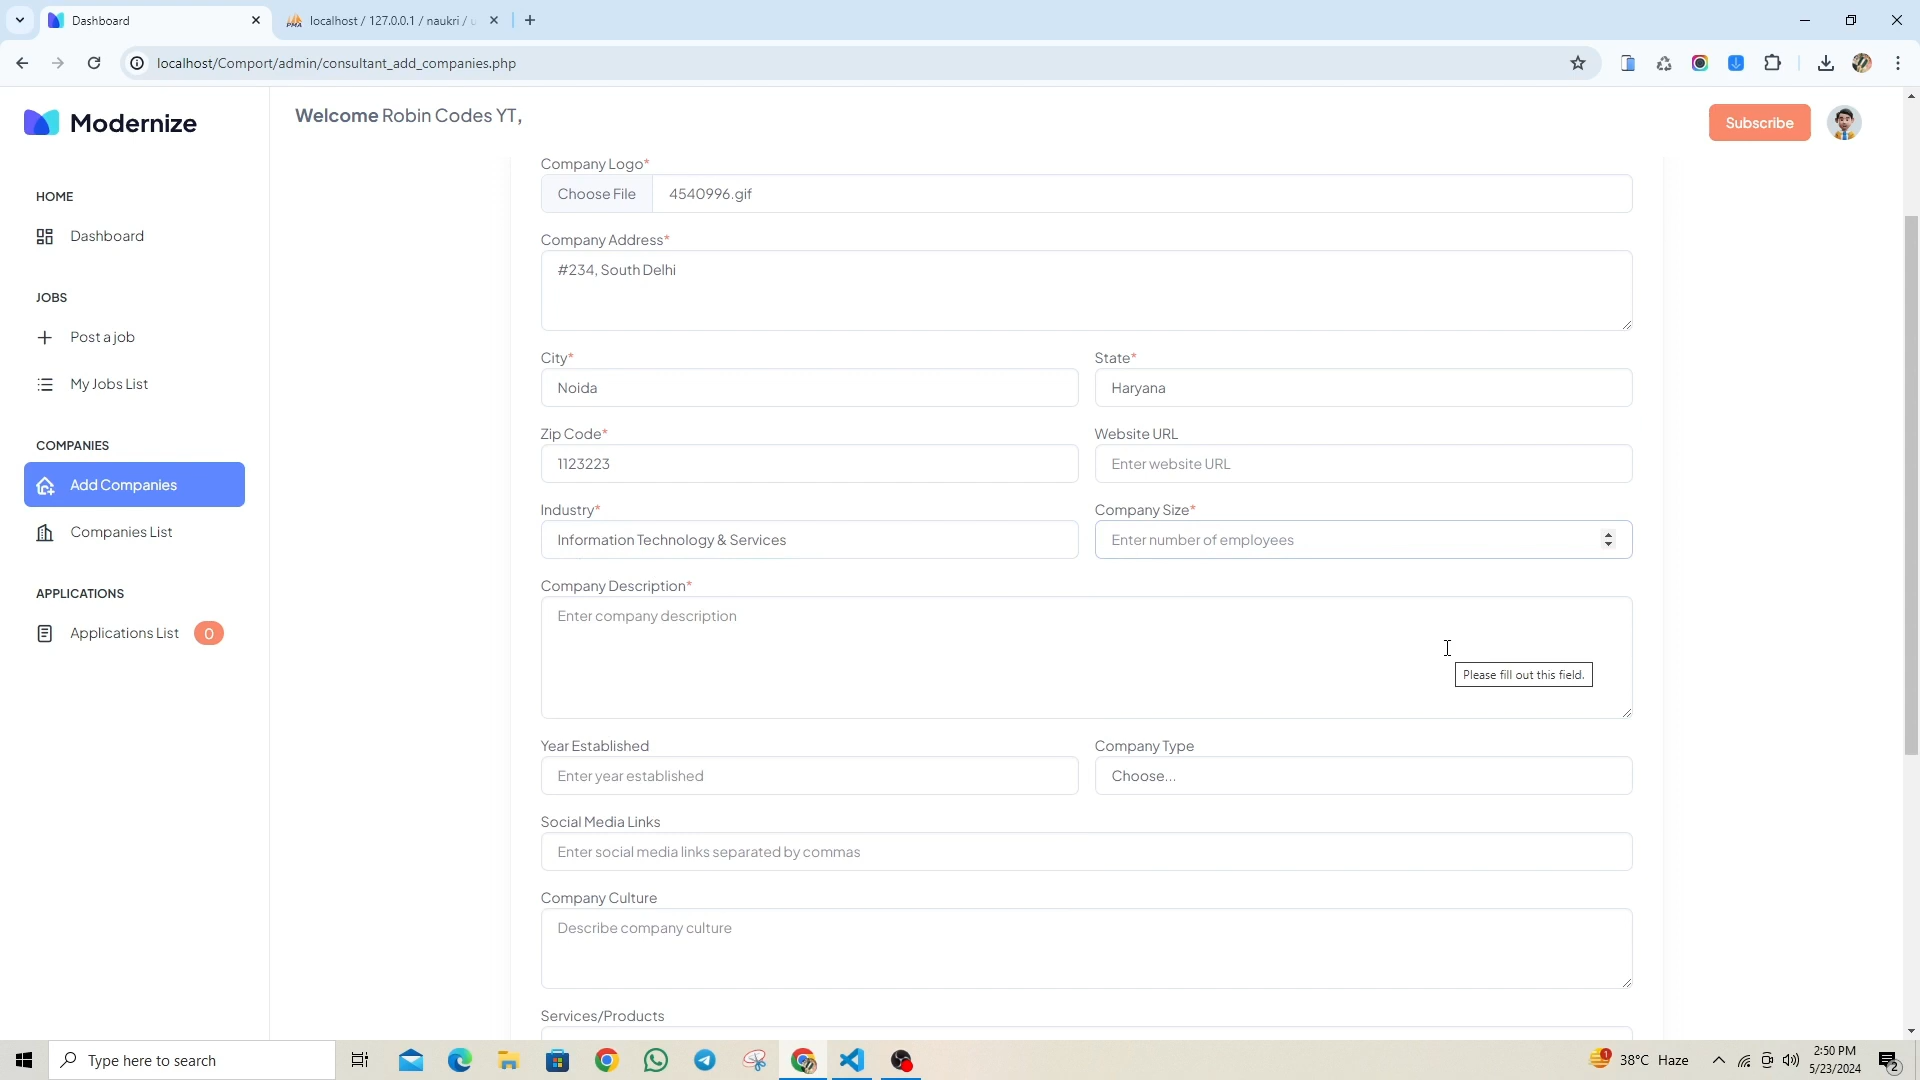 Dashboard
localhost / 127.0.0.1 / naukri / u
localhost/Comport/admin/consultant_add_companies.php
Modernize
Welcome Robin Codes YT,
Subscribe
HOME
Dashboard
JOBS
Post a job
My Jobs List
COMPANIES
Add Companies
Companies List
APPLICATIONS
Applications List 0
Company Logo*
Choose File 4540996.gif
Company Address*
#234, South Delhi
City* State*
Noida Haryana
Zip Code* Website URL
1123223 Enter website URL
Industry* Company Size*
Information Technology & Services Enter number of employees
Company Description*
Enter company description
Please fill out this field.
Year Established Company Type
Enter year established Choose...
Social Media Links
Enter social media links separated by commas
Company Culture
Describe company culture
Services/Products
Type here to search
1
38°C Haze
2:50 PM
5/23/2024
2